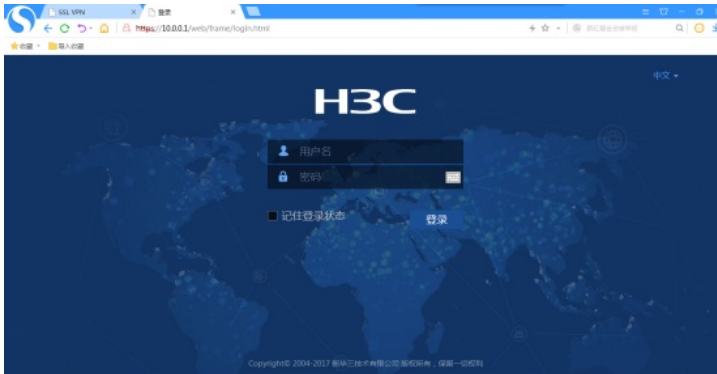 SSL VPN
登录
https://10.0.0.1/web/frame/login.html
收藏
导入收藏
中文
H3C
用户名
密码
记住登录状态
登录
Copyright© 2004-2017 新华三技术有限公司 版权所有，保留一切权利